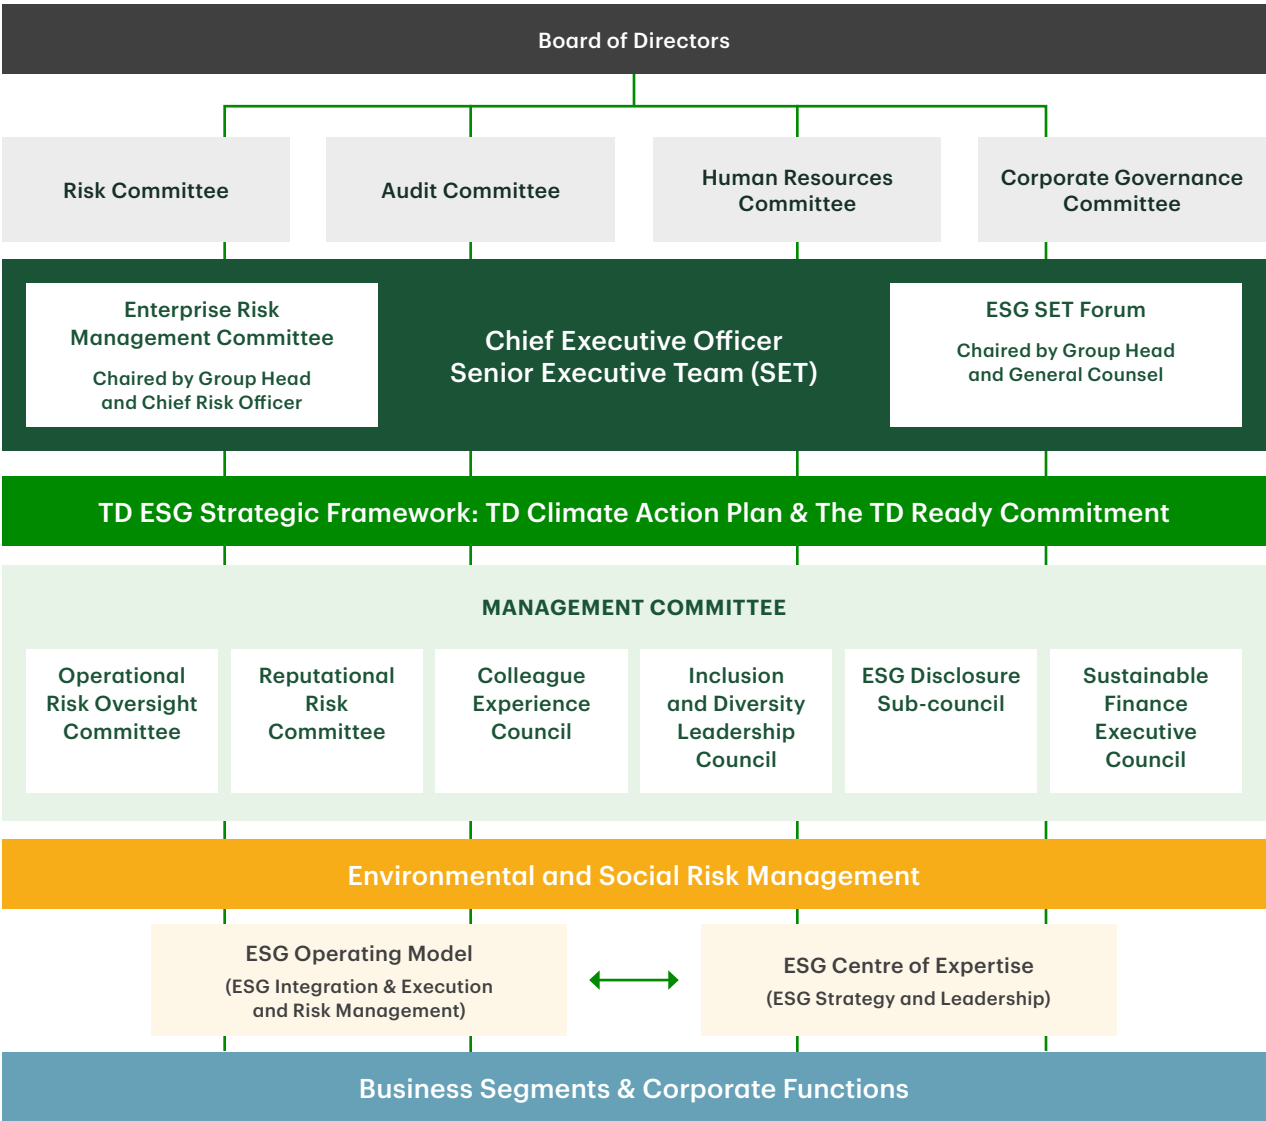 Board of Directors
Risk Committee
Audit Committee
Human Resources
Committee
Corporate Governance
Committee
Enterprise Risk
Management Committee
Chaired by Group Head
and Chief Risk Officer
Chief Executive Officer
Senior Executive Team (SET)
ESG SET Forum
Chaired by Group Head
and General Counsel
TD ESG Strategic Framework: TD Climate Action Plan & The TD Ready Commitment
MANAGEMENT COMMITTEE
Operational
Risk Oversight
Committee
Reputational
Risk
Committee
Colleague
Experience
Council
Inclusion
and Diversity
Leadership
Council
ESG Disclosure
Sub-council
Sustainable
Finance
Executive
Council
Environmental and Social Risk Management
ESG Operating Model
(ESG Integration & Execution
and Risk Management)
ESG Centre of Expertise
(ESG Strategy and Leadership)
Business Segments & Corporate Functions